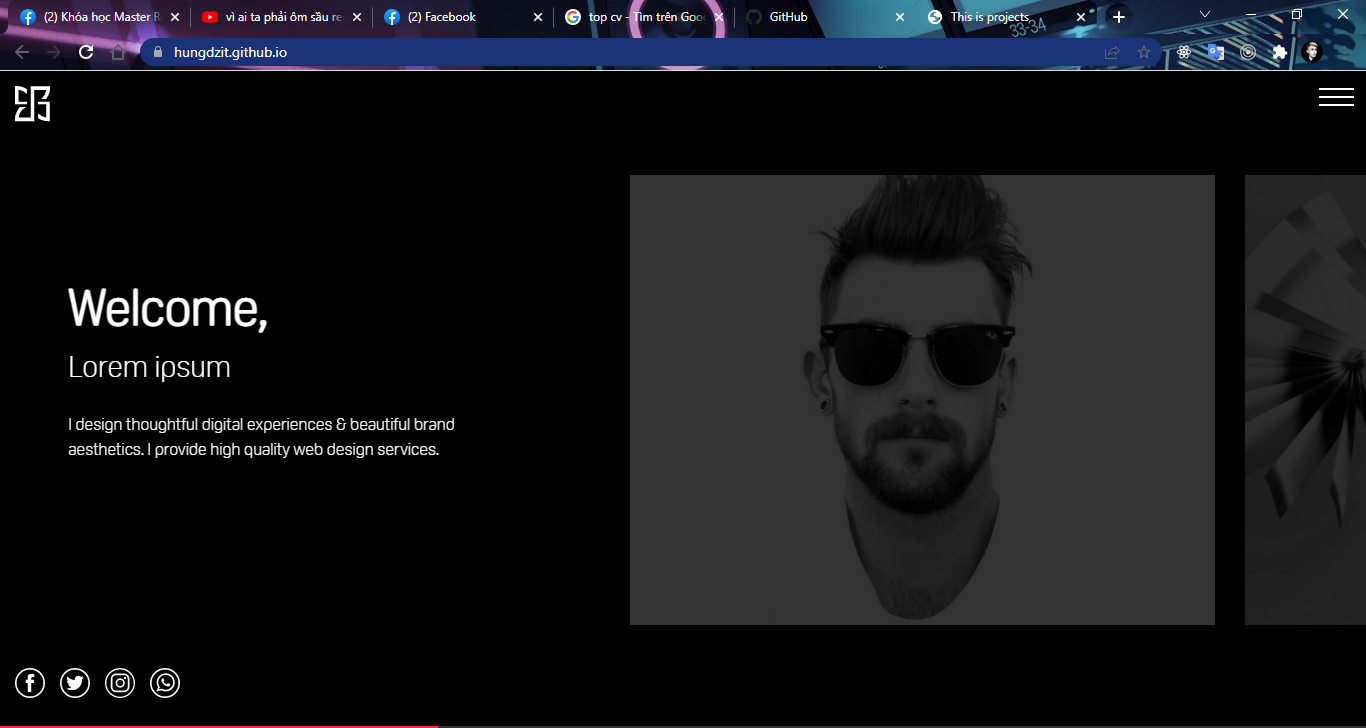 (2) Khóa học Master R
vì ai ta phải ôm sầu re
(2) Facebook
top cv - Tìm trên Goo
GitHub
This is projects
33-34
hungdzit.github.io
Welcome,
Lorem ipsum
I design thoughtful digital experiences & beautiful brand
aesthetics. I provide high quality web design services.